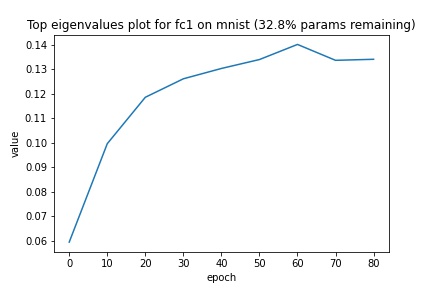 Top eigenvalues plot for fc1 on mnist (32.8% params remaining)
0.14
0.13
0.12
0.11
0.10
0.09
0.08
0.07
0.06
value
0 10 20 30 40 50 60 70 80
epoch